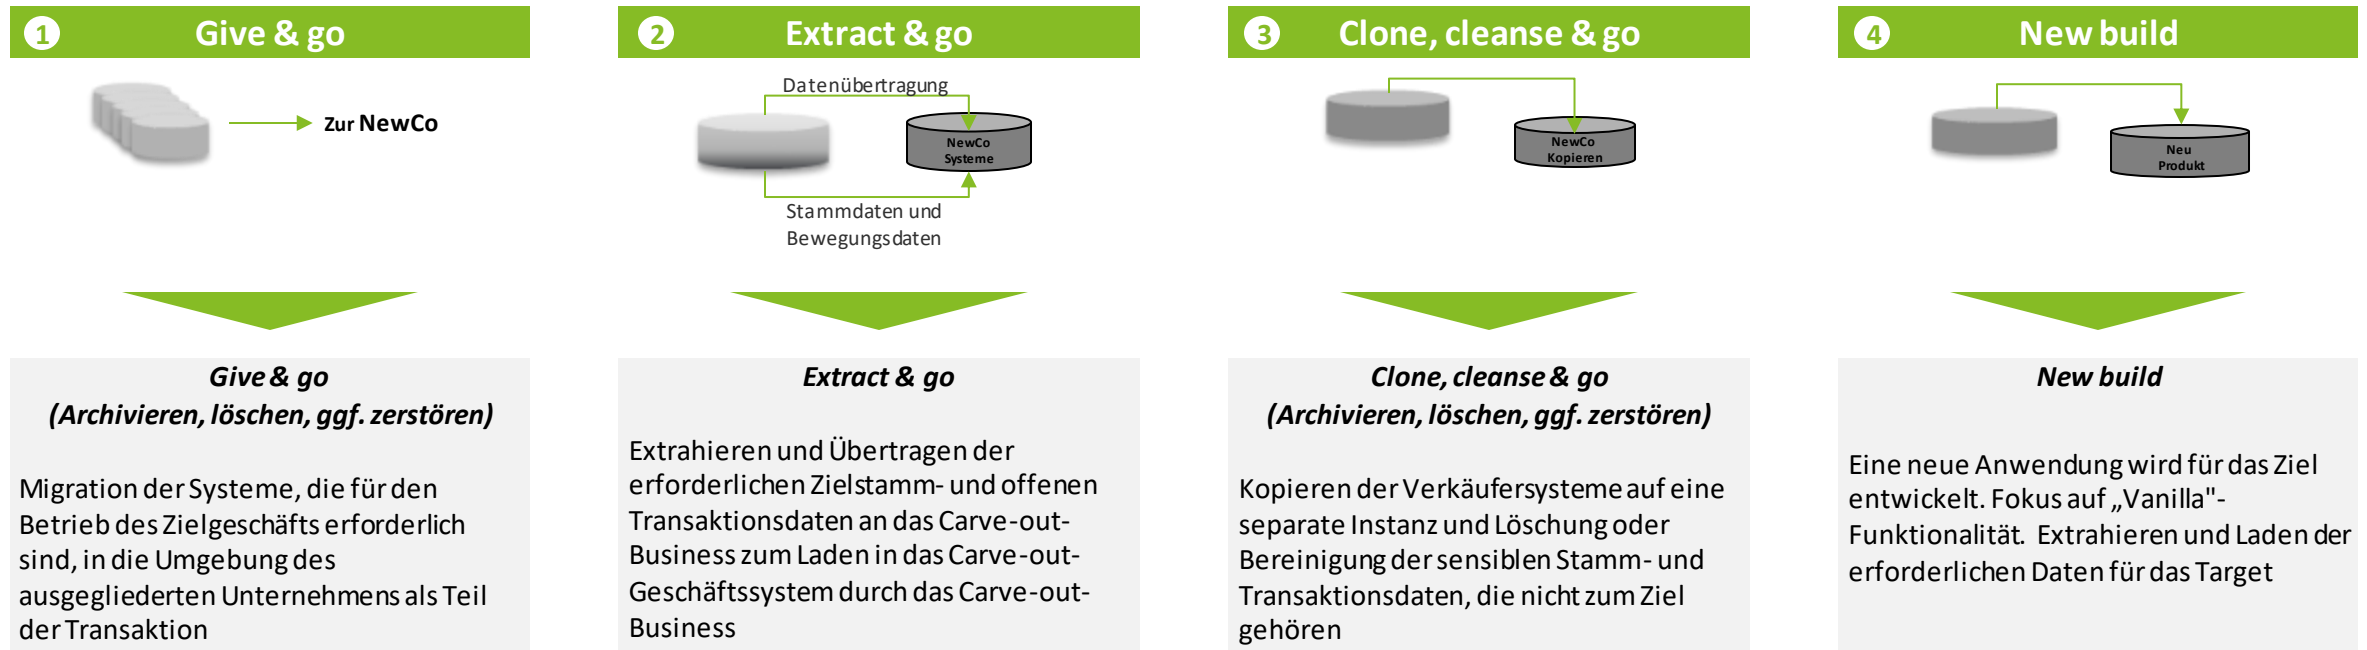 1 Give & go
Zur NewCo
Give & go
(Archivieren, löschen, ggf. zerstören)
Migration der Systeme, die für den
Betrieb des Zielgeschäfts erforderlich
sind, in die Umgebung des
ausgegliederten Unternehmens als Teil
der Transaktion
2 Extract & go
Datenübertragung
NewCo
Systeme
Stammdaten und
Bewegungsdaten
Extract & go
Extrahieren und Übertragen der
erforderlichen Zielstamm- und offenen
Transaktionsdaten an das Carve-out-
Business zum Laden in das Carve-out-
Geschäftssystem durch das Carve-out-
Business
3 Clone, cleanse & go
NewCo
Kopieren
Clone, cleanse & go
(Archivieren, löschen, ggf. zerstören)
Kopieren der Verkäufersysteme auf eine
separate Instanz und Löschung oder
Bereinigung der sensiblen Stamm- und
Transaktionsdaten, die nicht zum Ziel
gehören
4 New build
Neu
Produkt
New build
Eine neue Anwendung wird für das Ziel
entwickelt. Fokus auf „Vanilla"-
Funktionalität. Extrahieren und Laden der
erforderlichen Daten für das Target